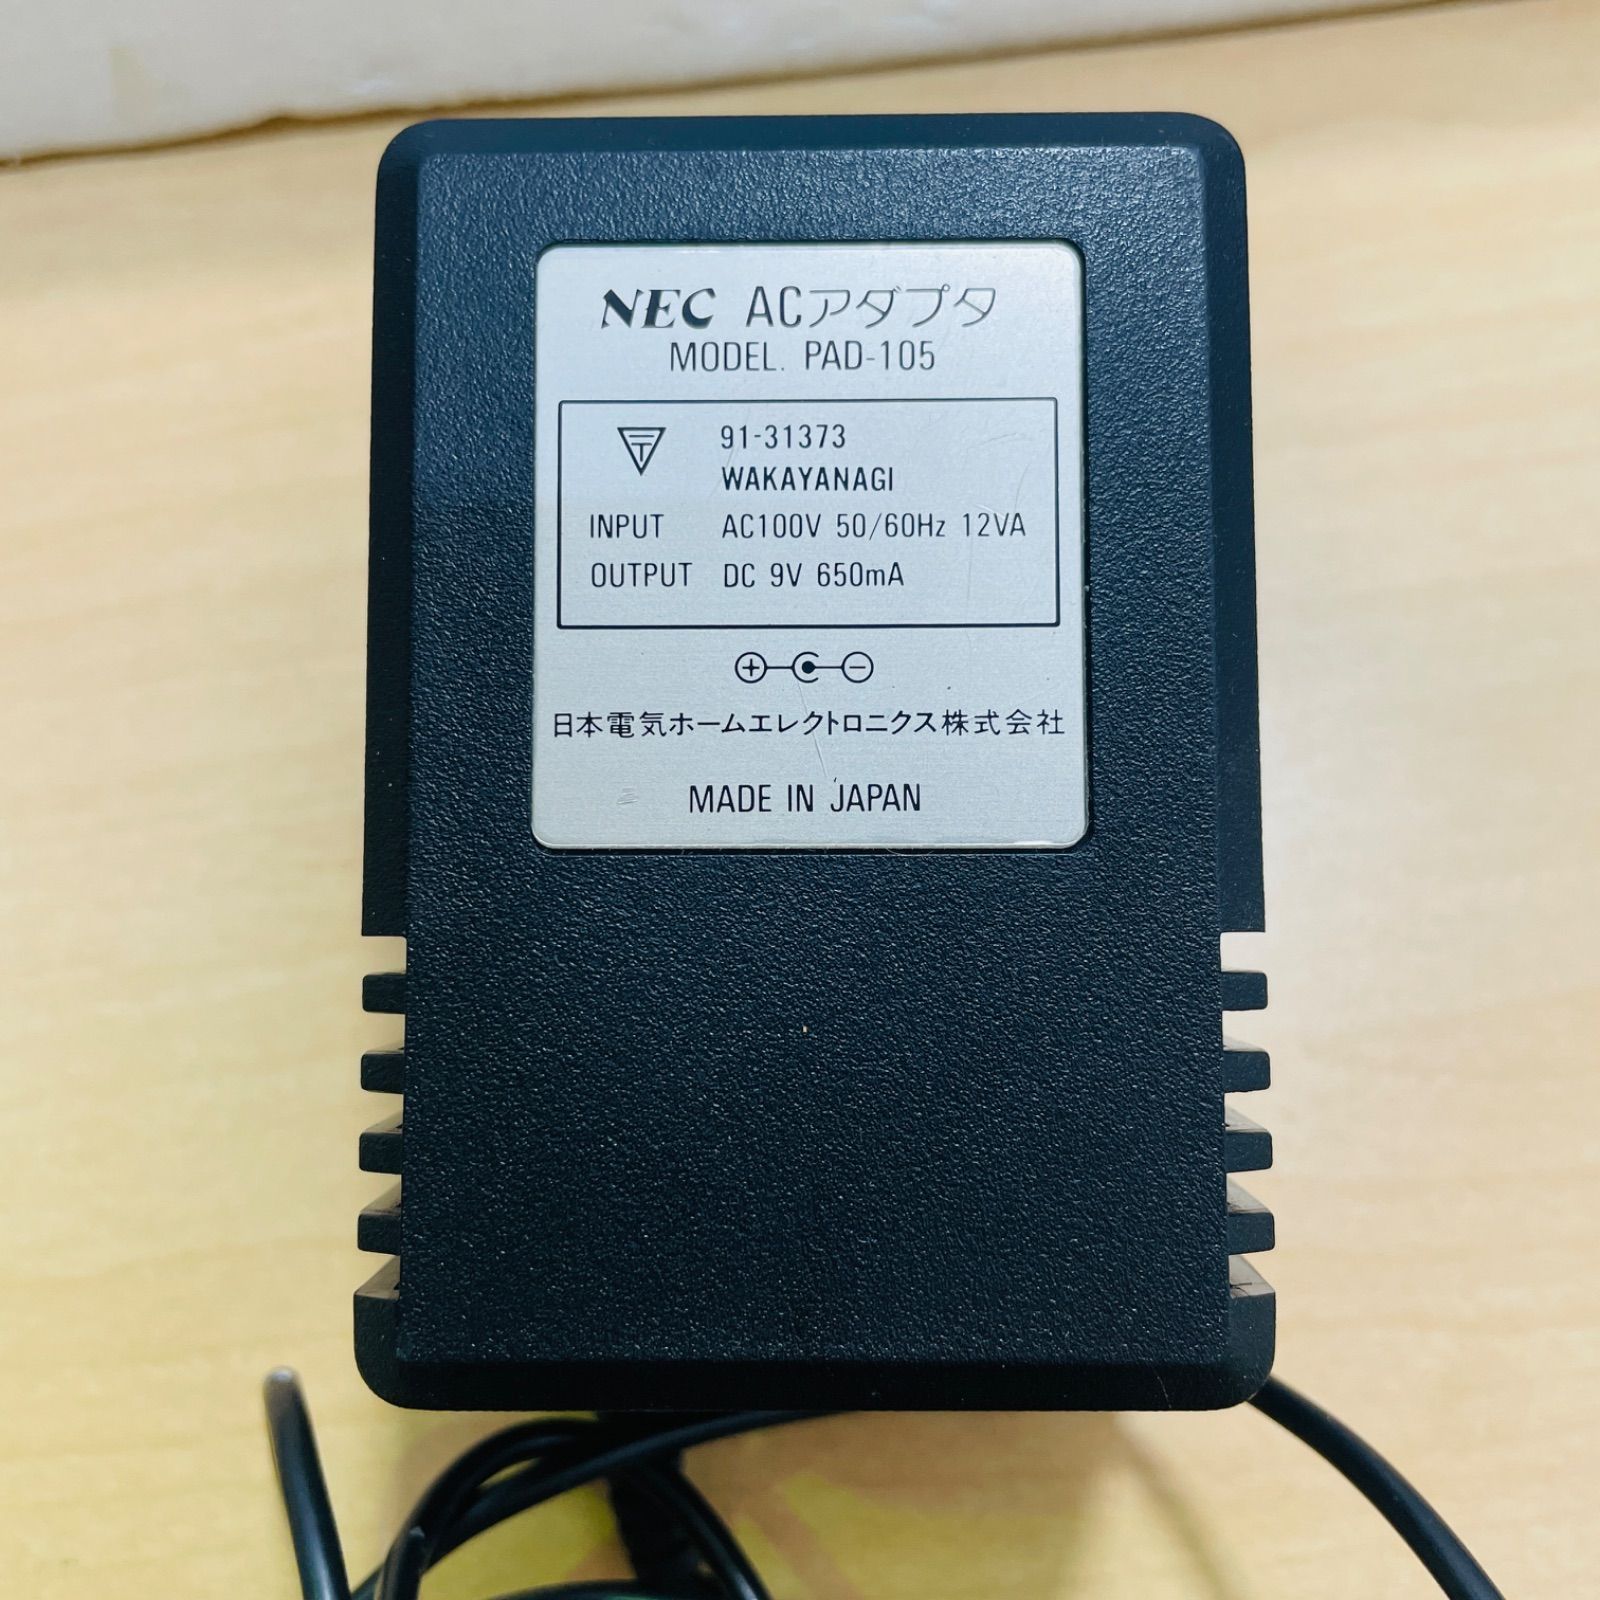 NEC ACアダプタ
MODEL. PAD-105
T 91-31373
WAKAYANAGI
INPUT AC100V 50/60Hz 12VA
OUTPUT DC 9V 650mA
日本電気ホームエレクトロニクス株式会社
MADE IN JAPAN